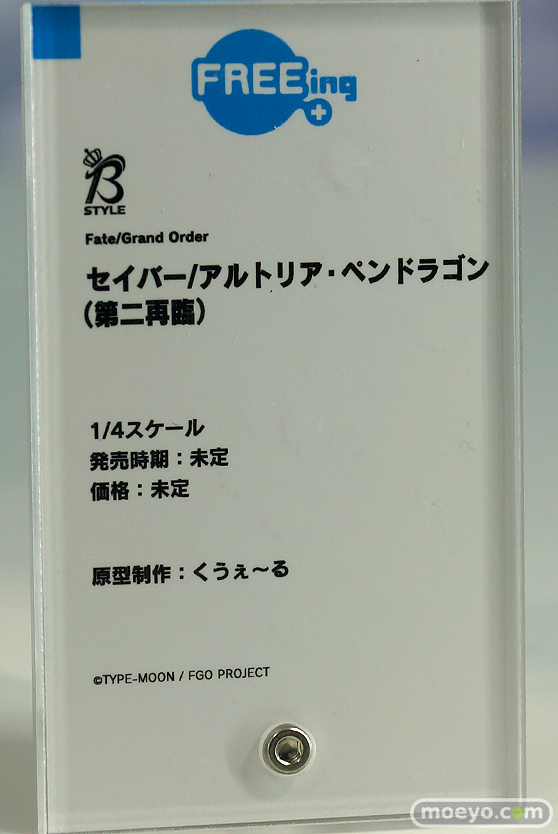 FREEing
B
STYLE
Fate/Grand Order
セイバー/アルトリア・ペンドラゴン
(第二再臨)
1/4スケール
発売時期：未定
価格：未定
原型制作：くうぇ〜る
©TYPE-MOON / FGO PROJECT
moeyo.com